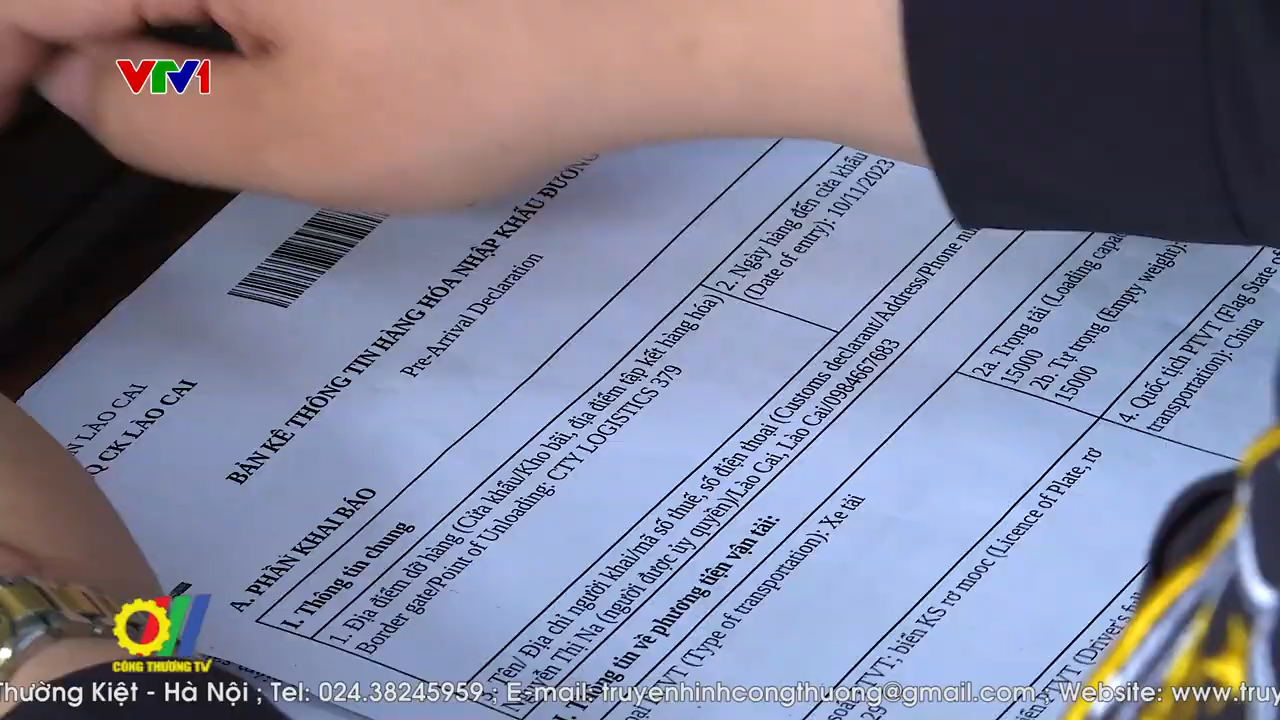 VTV1
LÀO CAI
CK LÀO CAI
BẢN KÊ THÔNG TIN HÀNG HÓA NHẬP KHẨU ĐƯỜNG
Pre-Arrival Declaration
A. PHẦN KHAI BÁO
I. Thông tin chung
1. Địa điểm dỡ hàng (Cửa khẩu/Kho bãi, địa điểm tập kết hàng hóa)
Border gate/Point of Unloading: CTY LOGISTICS 379
2. Ngày hàng đến cửa khẩu
(Date of entry): 10/11/2023
Tên/ Địa chỉ người khai/mã số thuế, số điện thoại (Customs declarant/Address/Phone
Thị Na (người được ủy quyền)/Lào Cai, Lào Cai/0984667683
Thông tin về phương tiện vận tải:
(Type of transportation); Xe tải
2a. Trọng tải (Loading
15000
2b. Tự trọng (Empty weight);
15000
PTVT; biển KS rơ mooc (Licence of Plate, rơ
4. Quốc tịch PTVT (Flag State of
transportation); China
(Driver's
CÔNG THƯƠNG TV
Thường Kiệt - Hà Nội ; Tel: 024.38245959 ; E-mail: truyenhinhcongthuong@gmail.com Website: www.